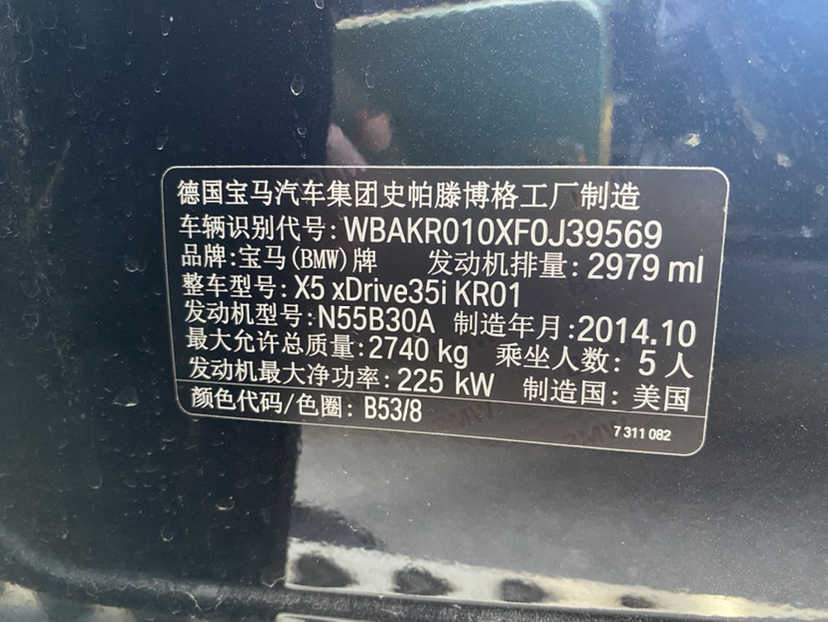 德国宝马汽车集团史帕滕博格工厂制造
车辆识别代号: WBAKR010XF0J39569
品牌: 宝马(BMW)牌 发动机排量: 2979 ml
整车型号: X5 xDrive35i KR01
发动机型号: N55B30A 制造年月: 2014.10
最大允许总质量: 2740 kg 乘坐人数: 5 人
发动机最大净功率: 225 kW 制造国: 美国
颜色代码/色圈: B53/8
7 311 082